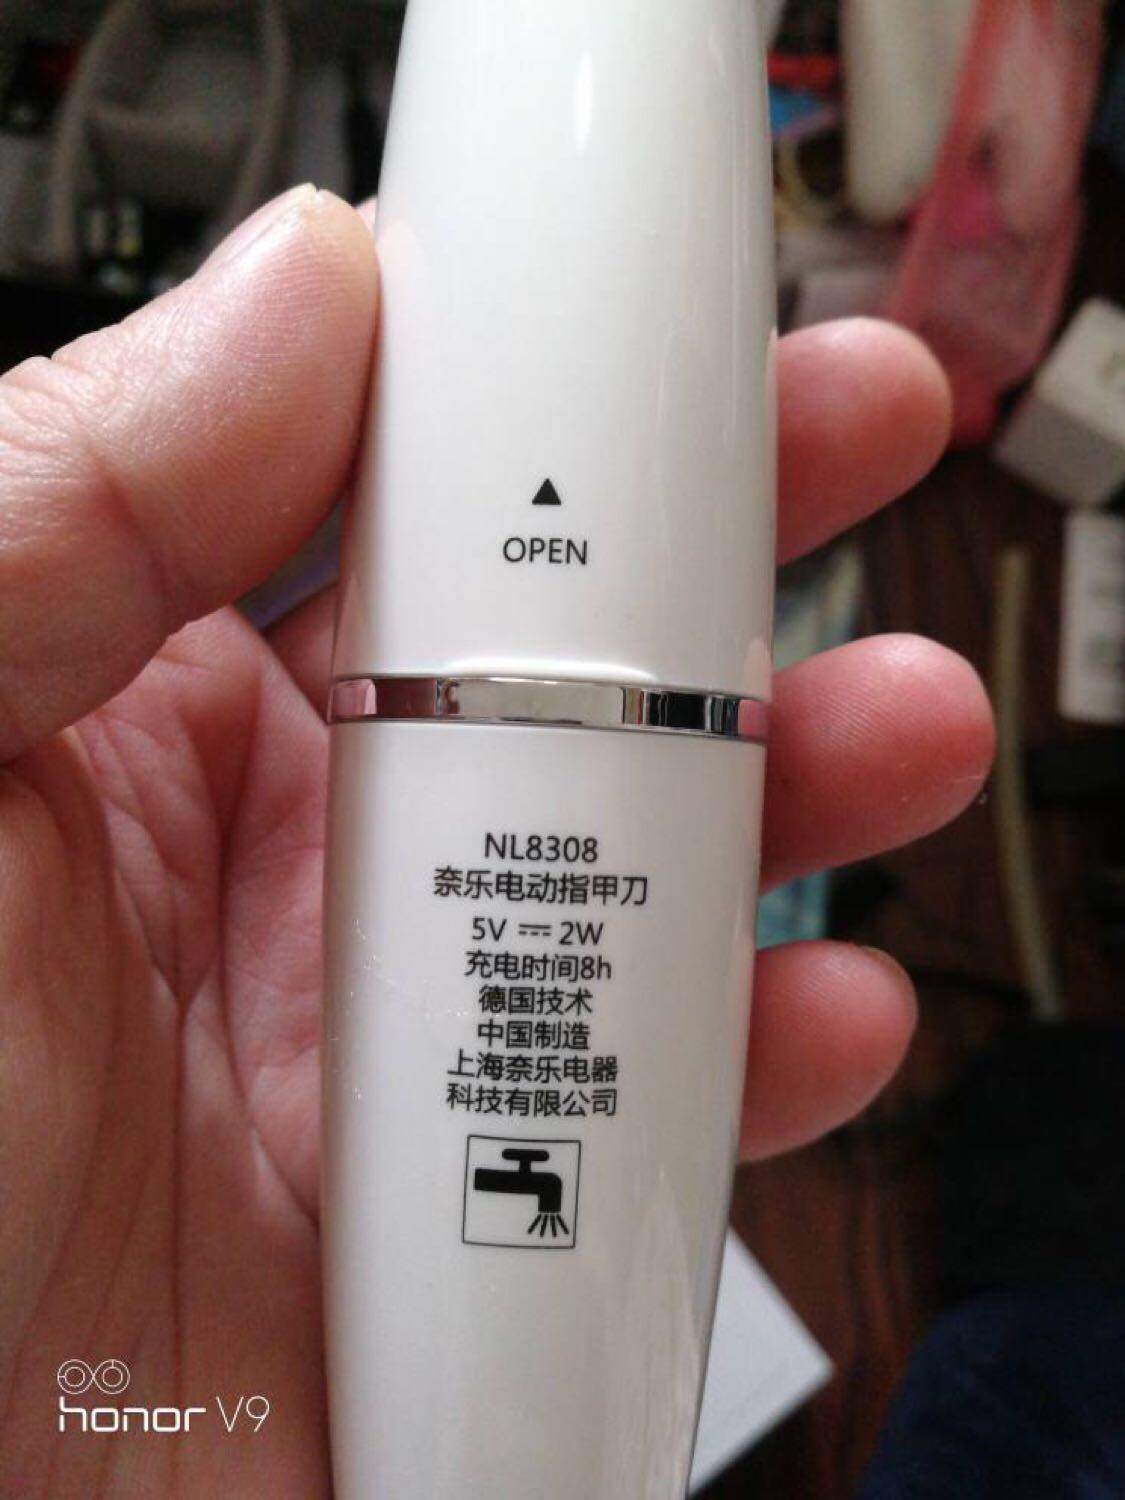 ▲
OPEN
NL8308
奈乐电动指甲刀
5V ⎓ 2W
充电时间8h
德国技术
中国制造
上海奈乐电器
科技有限公司
honor V9